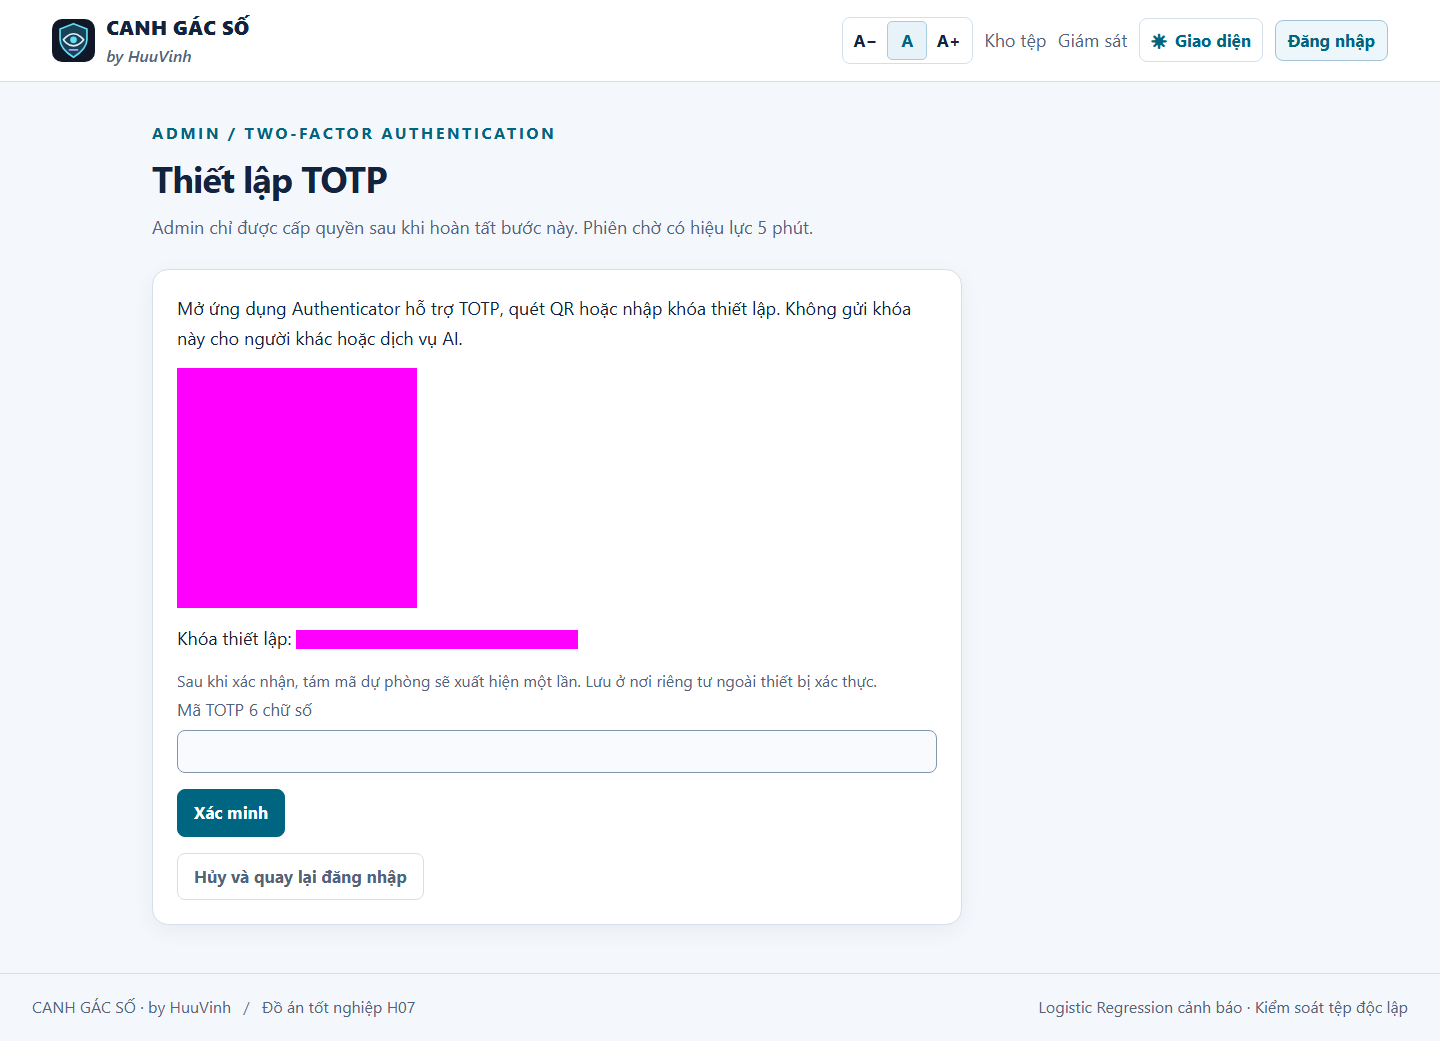 CANH GÁC SỐ
by HuuVinh
A− A A+ Kho tệp Giám sát Giao diện Đăng nhập
ADMIN / TWO-FACTOR AUTHENTICATION
Thiết lập TOTP
Admin chỉ được cấp quyền sau khi hoàn tất bước này. Phiên chờ có hiệu lực 5 phút.
Mở ứng dụng Authenticator hỗ trợ TOTP, quét QR hoặc nhập khóa thiết lập. Không gửi khóa
này cho người khác hoặc dịch vụ AI.
Khóa thiết lập:
Sau khi xác nhận, tám mã dự phòng sẽ xuất hiện một lần. Lưu ở nơi riêng tư ngoài thiết bị xác thực.
Mã TOTP 6 chữ số
Xác minh
Hủy và quay lại đăng nhập
CANH GÁC SỐ · by HuuVinh / Đồ án tốt nghiệp H07
Logistic Regression cảnh báo · Kiểm soát tệp độc lập